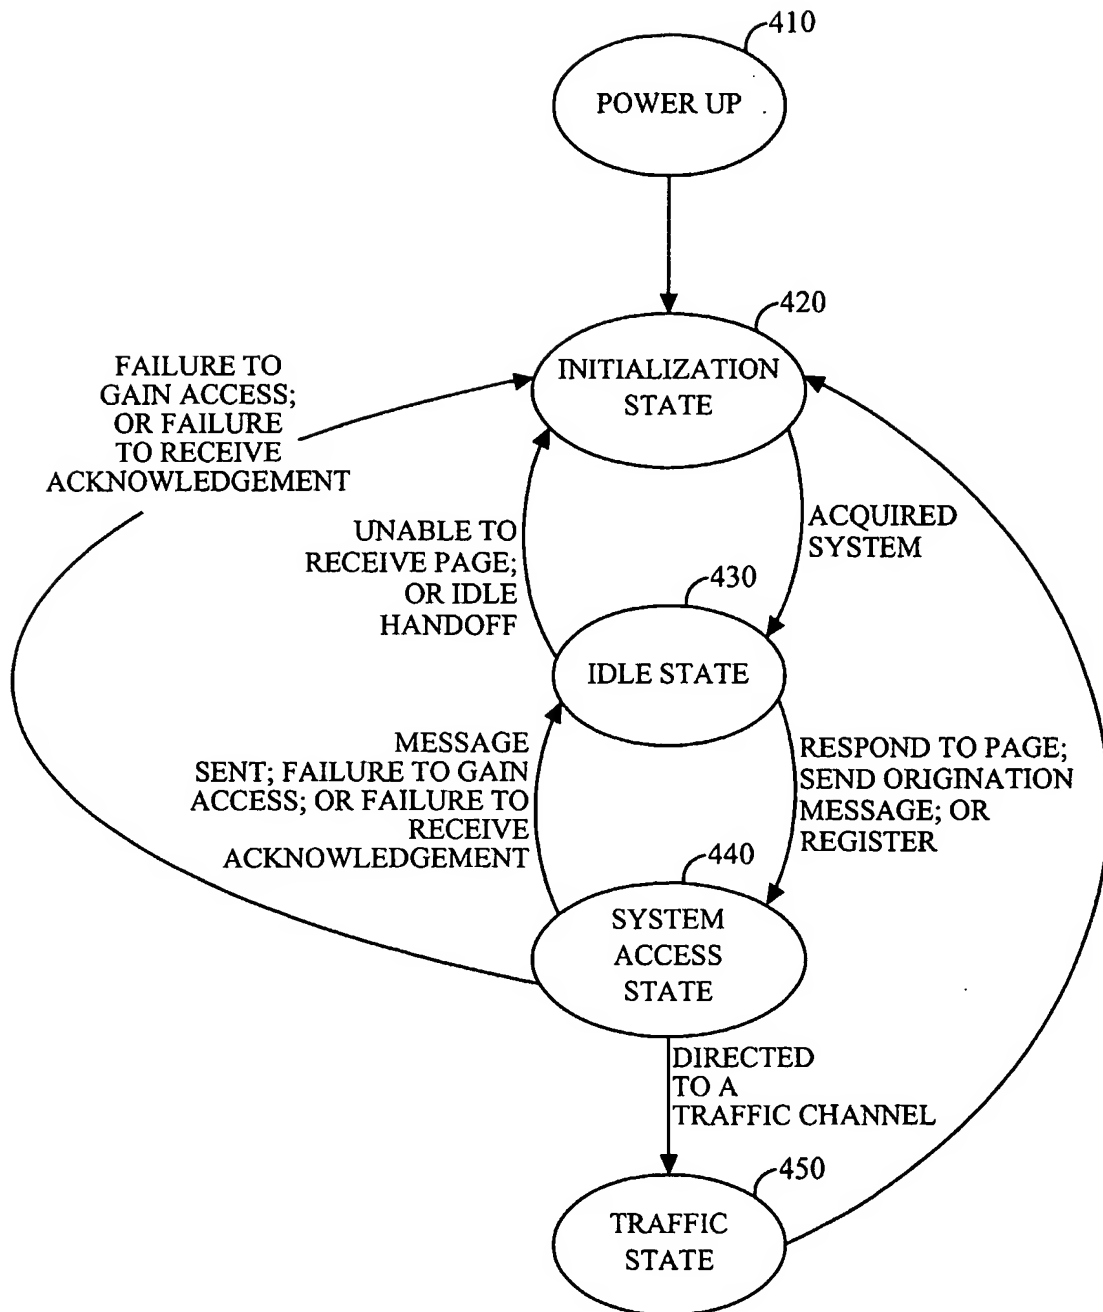 410
POWER UP
420
INITIALIZATION
STATE
FAILURE TO
GAIN ACCESS;
OR FAILURE
TO RECEIVE
ACKNOWLEDGEMENT
UNABLE TO
RECEIVE PAGE;
OR IDLE
HANDOFF
ACQUIRED
SYSTEM
430
IDLE STATE
MESSAGE
SENT; FAILURE TO GAIN
ACCESS; OR FAILURE TO
RECEIVE
ACKNOWLEDGEMENT
RESPOND TO PAGE;
SEND ORIGINATION
MESSAGE; OR
REGISTER
440
SYSTEM
ACCESS
STATE
DIRECTED
TO A
TRAFFIC CHANNEL
450
TRAFFIC
STATE